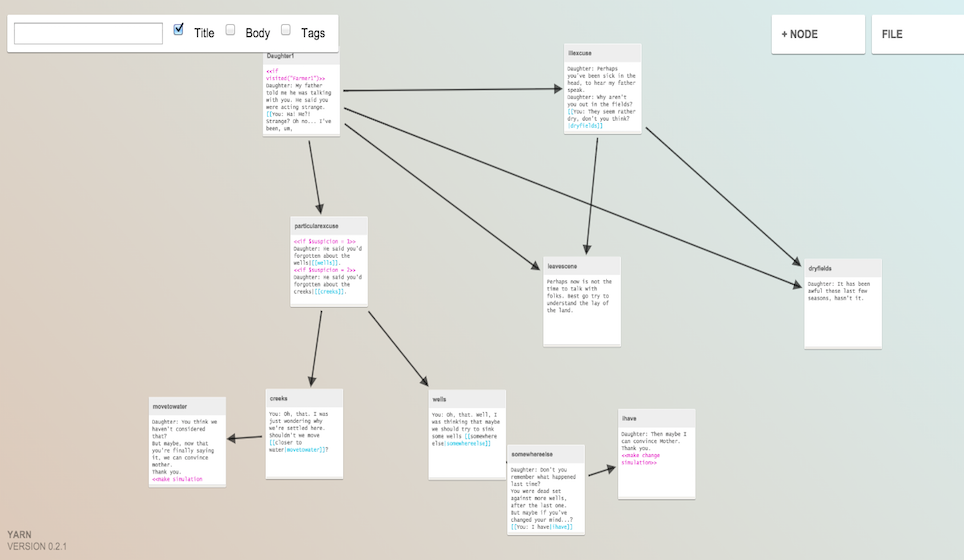 Title
Body
Tags
+ NODE
FILE
Daughter1
<<if
visited("Farmer1")>>
Daughter: My father
told me he was talking
with you. He said you
were acting strange.
[[You: Ha! Me?!
Strange? Oh no... I've
been, um,
illexcuse
Daughter: Perhaps
you've been sick in the
head, to hear my father
speak.
Daughter: Why aren't
you out in the fields?
[[You: They seem rather
dry, don't you think?
|dryfields]]
particularexcuse
<<if $suspicion < 1>>
Daughter: He said you'd
forgotten about the
wells)[[wells]].
<<if $suspicion = 2>>
Daughter: He said you'd
forgotten about the
creeks)[[creeks]].
leavescene
Perhaps now is not the
time to talk with
folks. Best go try to
understand the lay of
the land.
dryfields
Daughter: It has been
awful these last few
seasons, hasn't it.
movetowater
Daughter: You think we
haven't considered
that?
But maybe, now that
you're finally saying
it, we can convince
mother.
Thank you.
<<make simulation
creeks
You: Oh, that. I was
just wondering why
we're settled here.
Shouldn't we move
[[closer to
water|movetowater]]?
wells
You: Oh, that. Well, I
was thinking that maybe
we should try to sink
some wells [[somewhere
else|somewhereelse]]
somewhereelse
Daughter: Don't you
remember what happened
last time?
You were dead set
against more wells,
after the last one.
But maybe if you've
changed your mind...?
[[You: I have|ihave]]
ihave
Daughter: Then maybe I
can convince Mother.
Thank you.
<<make change
simulation>>
YARN
VERSION 0.2.1